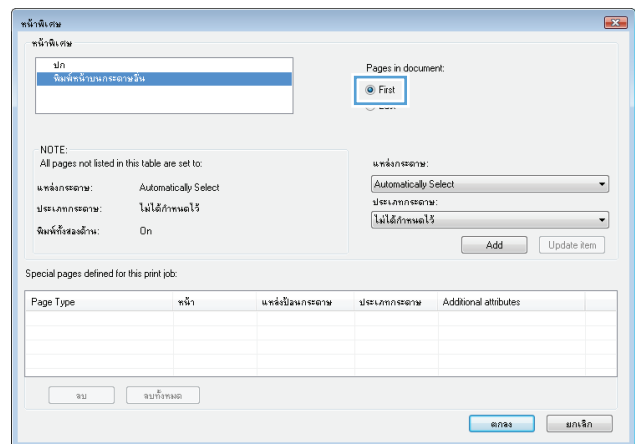 หน้าพิเศษ
หน้าพิเศษ
ปก
พิมพ์หน้าบนกระดาษอื่น
Pages in document:
First
NOTE:
All pages not listed in this table are set to:
แหล่งกระดาษ: Automatically Select
ประเภทกระดาษ: ไม่ได้กำหนดไว้
พิมพ์ทั้งสองด้าน: On
แหล่งกระดาษ:
Automatically Select
ประเภทกระดาษ:
ไม่ได้กำหนดไว้
Add Update item
Special pages defined for this print job:
Page Type หน้า แหล่งป้อนกระดาษ ประเภทกระดาษ Additional attributes
ลบ ลบทั้งหมด
ตกลง ยกเลิก